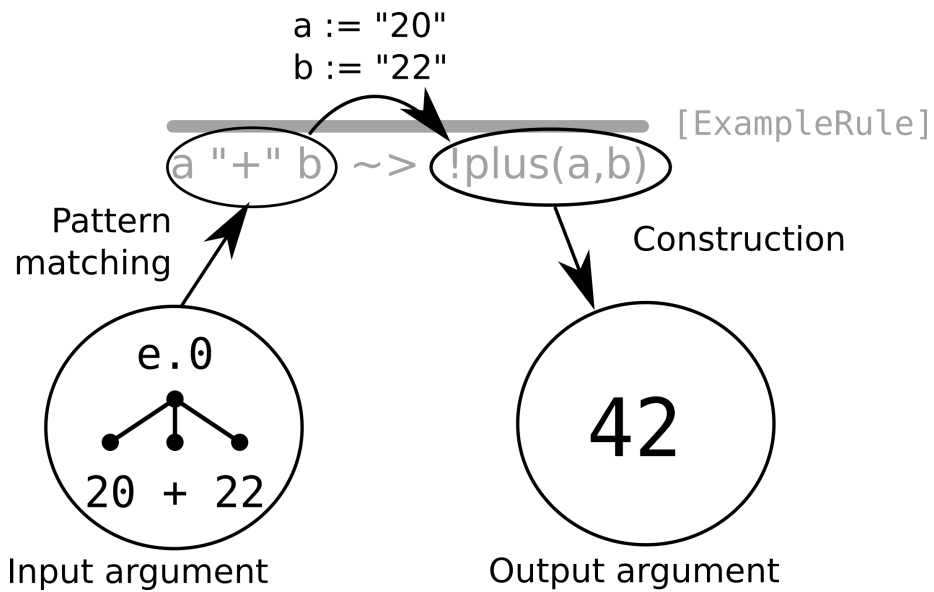 a := "20"
b := "22"
[ExampleRule]
a "+" b ~> !plus(a,b)
Pattern
matching
Construction
e.0
20 + 22
42
Input argument
Output argument